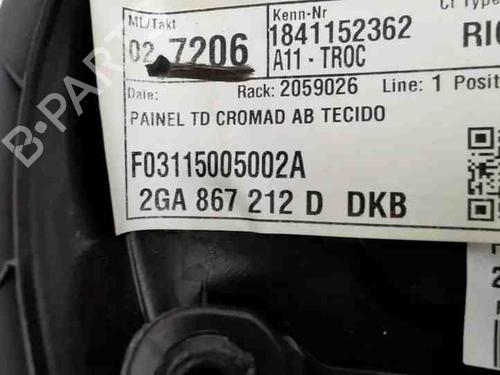 ML/Takt
02 7206
Kenn-Nr
1841152362
A11 - TROC
Date:
Rack: 2059026
Line: 1
PAINEL TD CROMAD AB TECIDO
F03115005002A
2GA 867 212 D DKB
B-PARTS